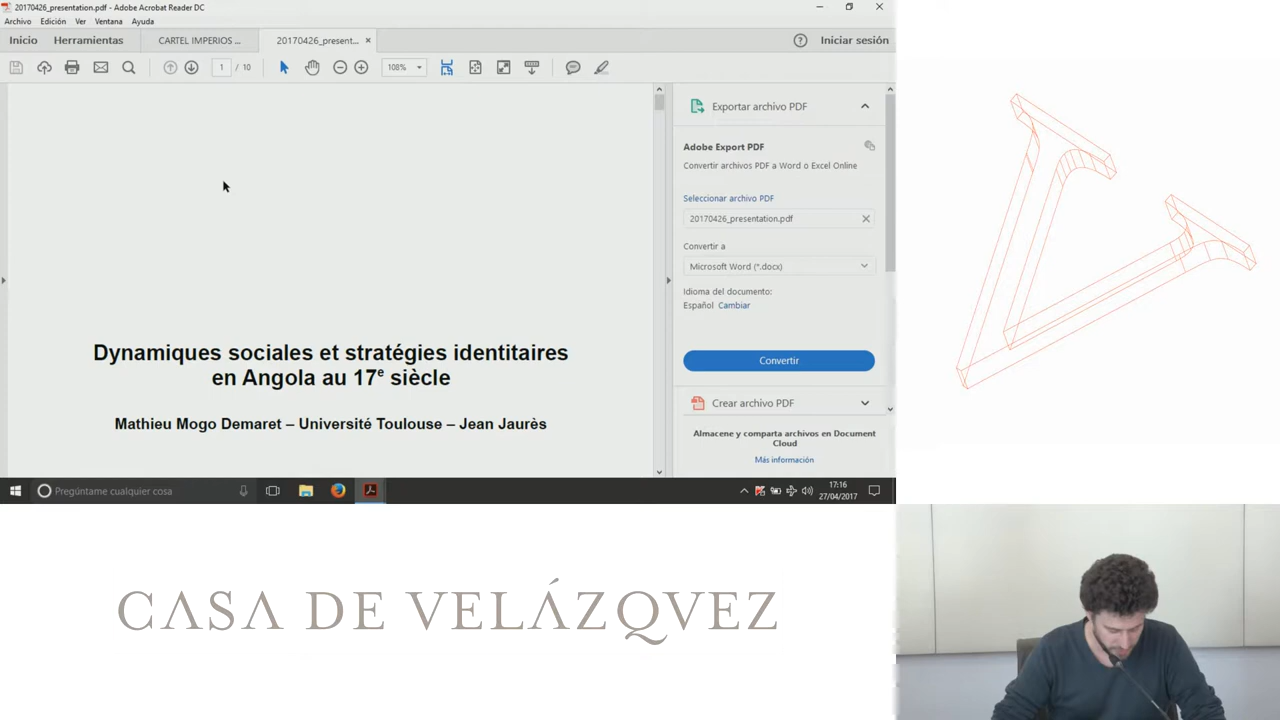 20170426_presentation.pdf - Adobe Acrobat Reader DC
Archivo Edición Ver Ventana Ayuda
Inicio Herramientas CARTEL IMPERIOS ... 20170426_present... × ? Iniciar sesión
1 / 10 108%
Dynamiques sociales et stratégies identitaires
en Angola au 17e siècle
Mathieu Mogo Demaret – Université Toulouse – Jean Jaurès
Exportar archivo PDF
Adobe Export PDF
Convertir archivos PDF a Word o Excel Online
Seleccionar archivo PDF
20170426_presentation.pdf
Convertir a
Microsoft Word (*.docx)
Idioma del documento:
Español Cambiar
Convertir
Crear archivo PDF
Almacene y comparta archivos en Document
Cloud
Más información
Pregúntame cualquier cosa
17:16
27/04/2017
CASA DE VELÁZQVEZ